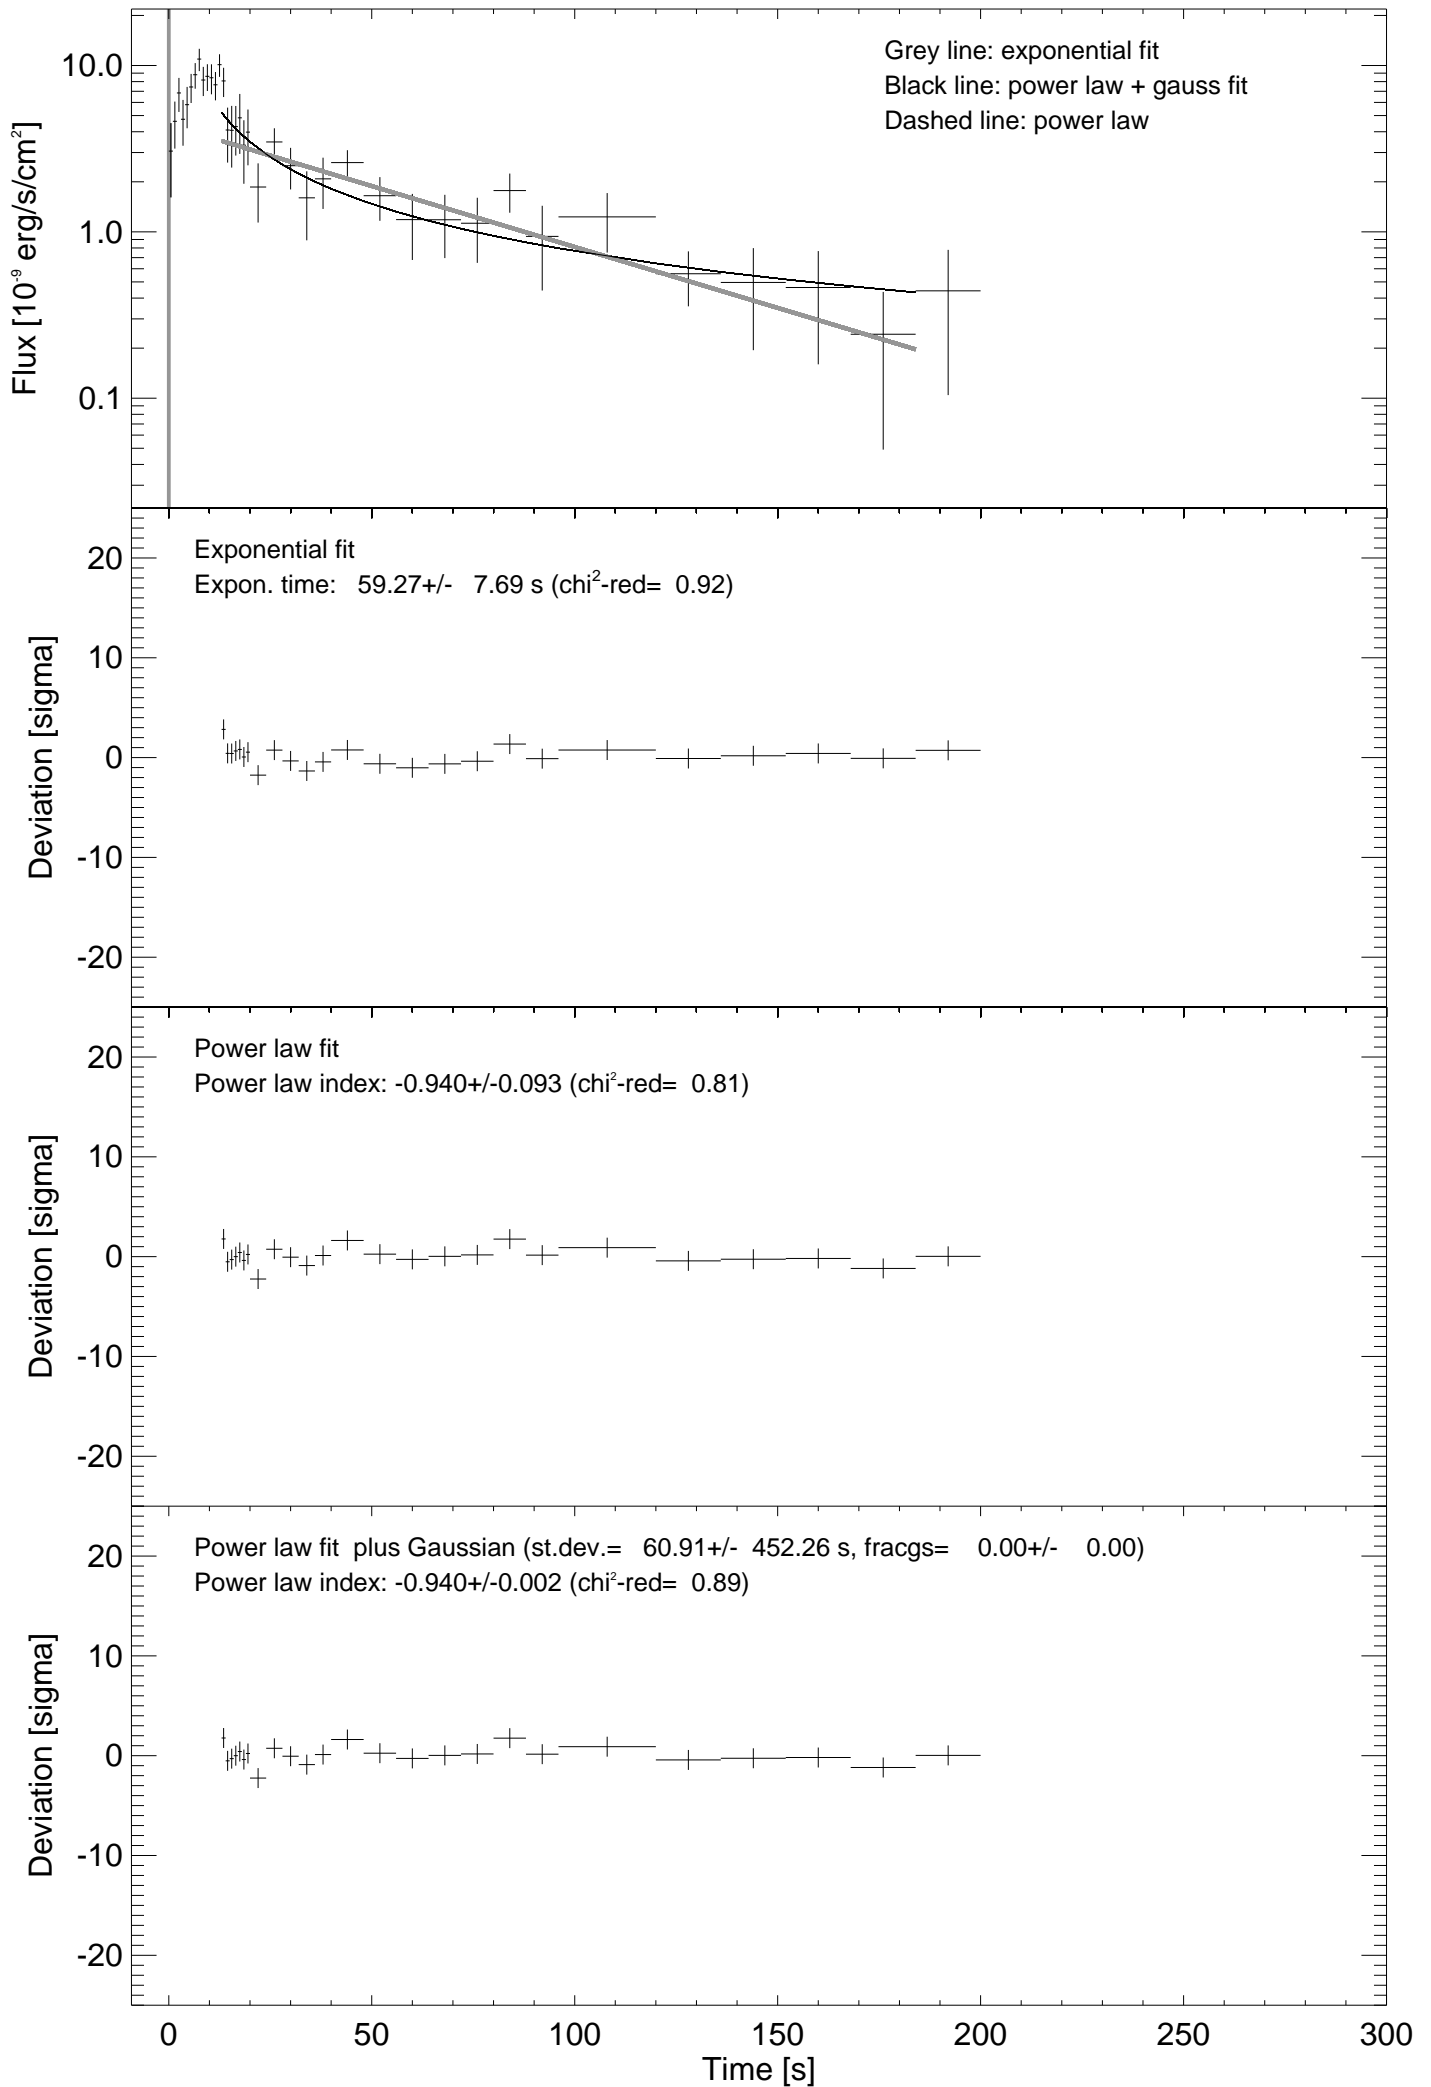 Grey line: exponential fit
Black line: power law + gauss fit
Dashed line: power law
10.0
1.0
0.1
Flux [10⁻⁹ erg/s/cm²]
Exponential fit
Expon. time: 59.27+/- 7.69 s (chi²-red= 0.92)
20
10
0
-10
-20
Deviation [sigma]
Power law fit
Power law index: -0.940+/-0.093 (chi²-red= 0.81)
20
10
0
-10
-20
Deviation [sigma]
Power law fit plus Gaussian (st.dev.= 60.91+/- 452.26 s, fracgs= 0.00+/- 0.00)
Power law index: -0.940+/-0.002 (chi²-red= 0.89)
20
10
0
-10
-20
Deviation [sigma]
0 50 100 150 200 250 300
Time [s]